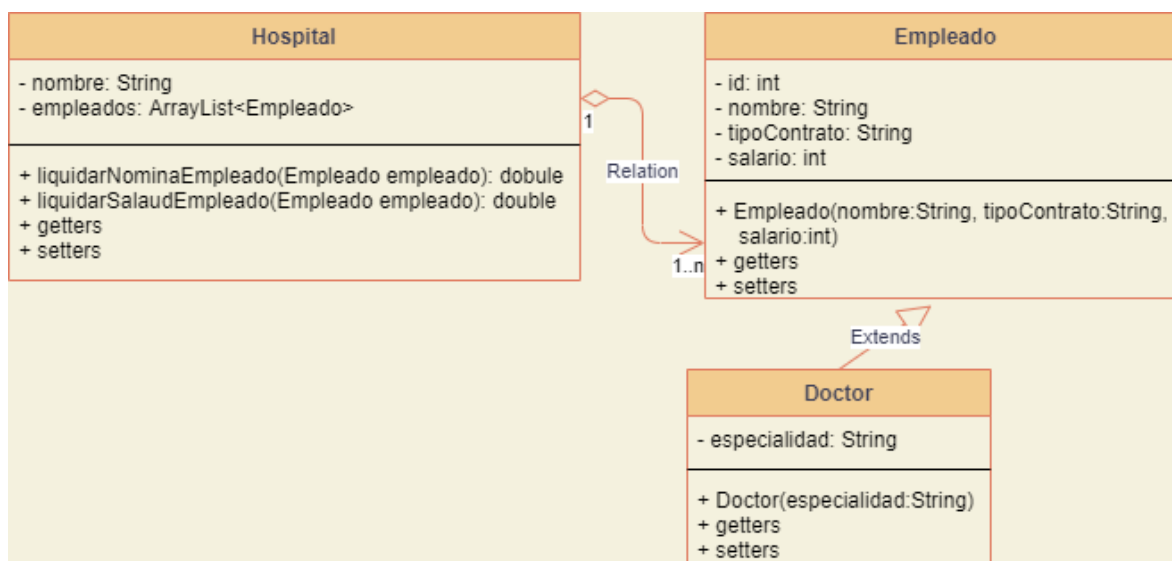 Hospital
- nombre: String
- empleados: ArrayList<Empleado>
+ liquidarNominaEmpleado(Empleado empleado): dobule
+ liquidarSalaudEmpleado(Empleado empleado): double
+ getters
+ setters
1
Relation
1..n
Empleado
- id: int
- nombre: String
- tipoContrato: String
- salario: int
+ Empleado(nombre:String, tipoContrato:String,
salario:int)
+ getters
+ setters
Extends
Doctor
- especialidad: String
+ Doctor(especialidad:String)
+ getters
+ setters